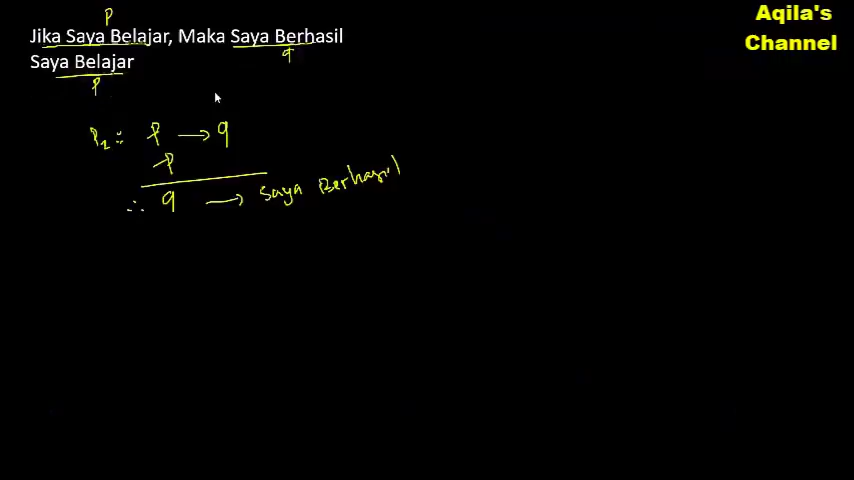 Aqila's
Channel
p
Jika Saya Belajar, Maka Saya Berhasil
q
Saya Belajar
p
P₁ : p → q
p
∴ q → Saya Berhasil